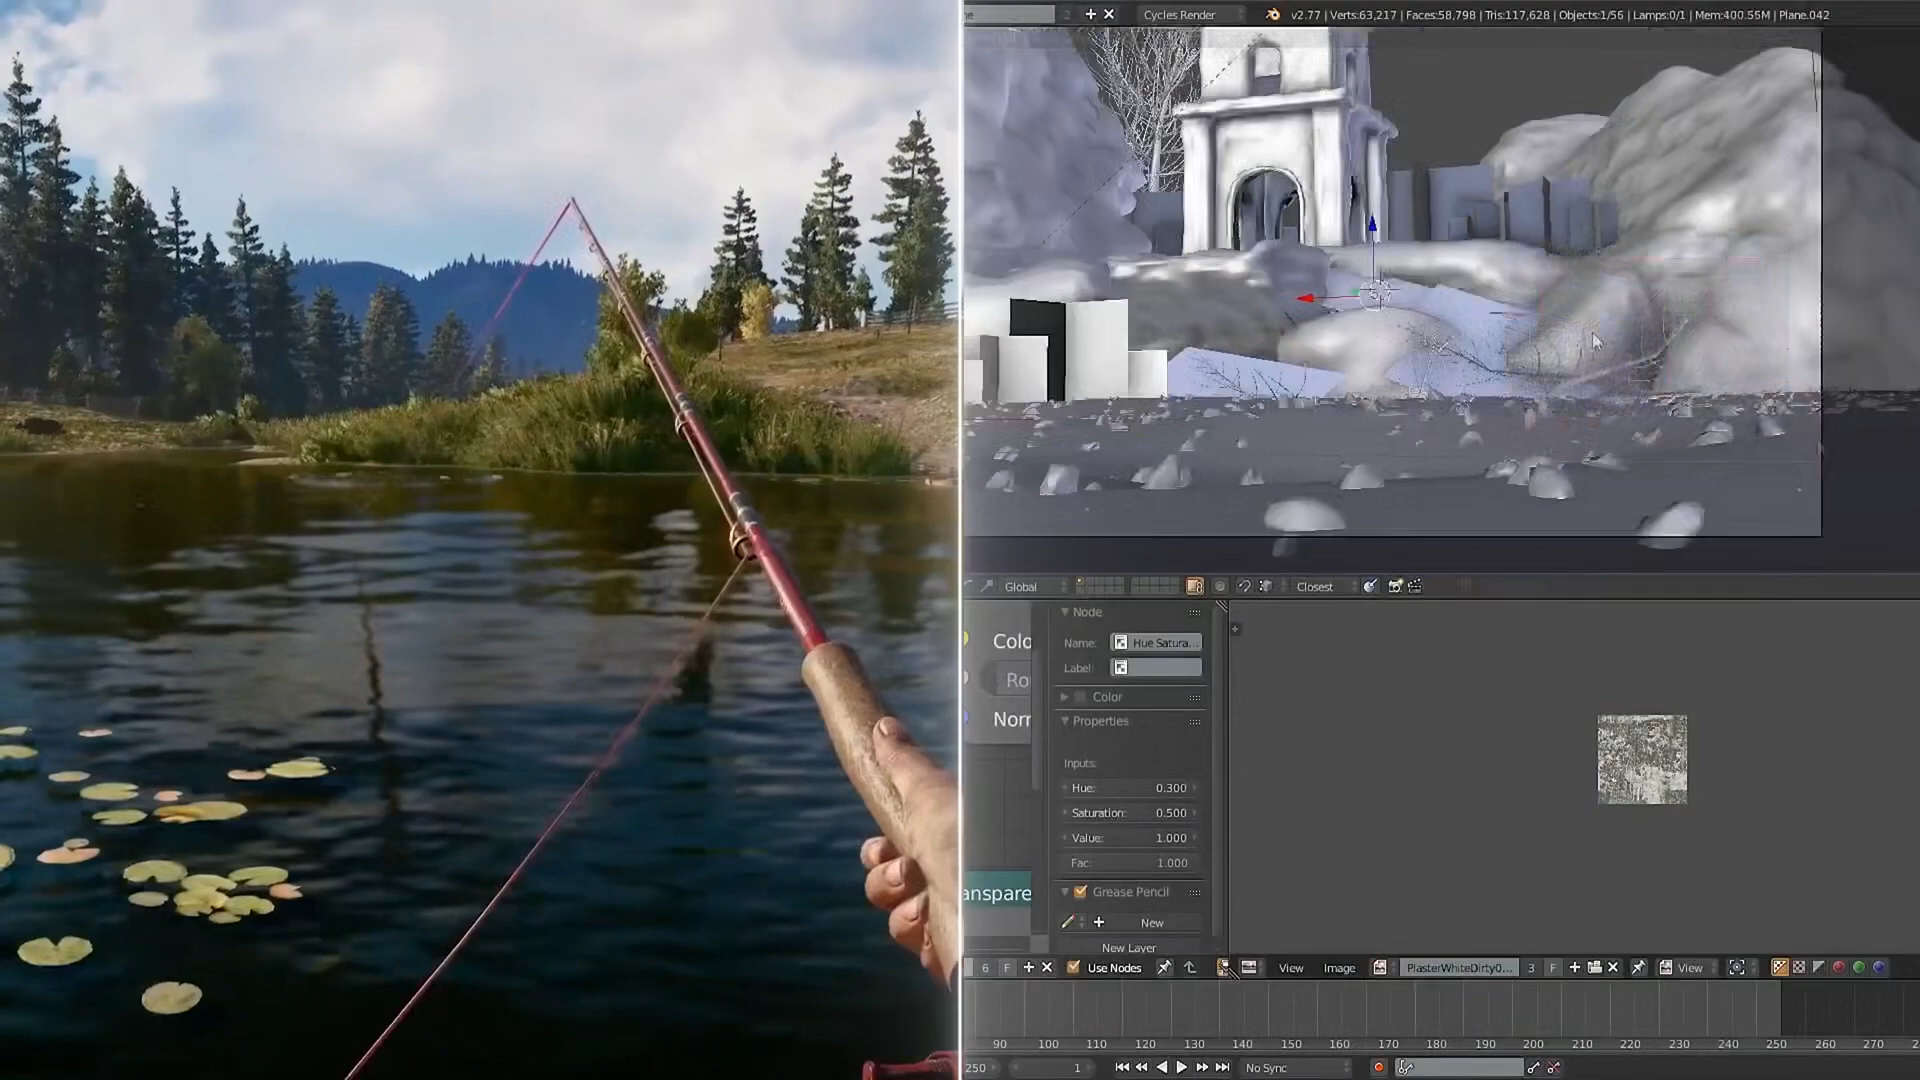 2 Cycles Render v2.77 | Verts:63,217 | Faces:58,798 | Tris:117,628 | Objects:1/56 | Lamps:0/1 | Mem:400.55M | Plane.042
Global Closest
Node
Colo
Name: Hue Satura...
Label:
Ro
Color
Norr
Properties
Inputs:
Hue: 0.300
Saturation: 0.500
Value: 1.000
Fac: 1.000
anspare
Grease Pencil
New
New Layer
6 F Use Nodes View Image PlasterWhiteDirty0... 3 F View
90 100 110 120 130 140 150 160 170 180 190 200 210 220 230 240 250 260 270
250 1 No Sync